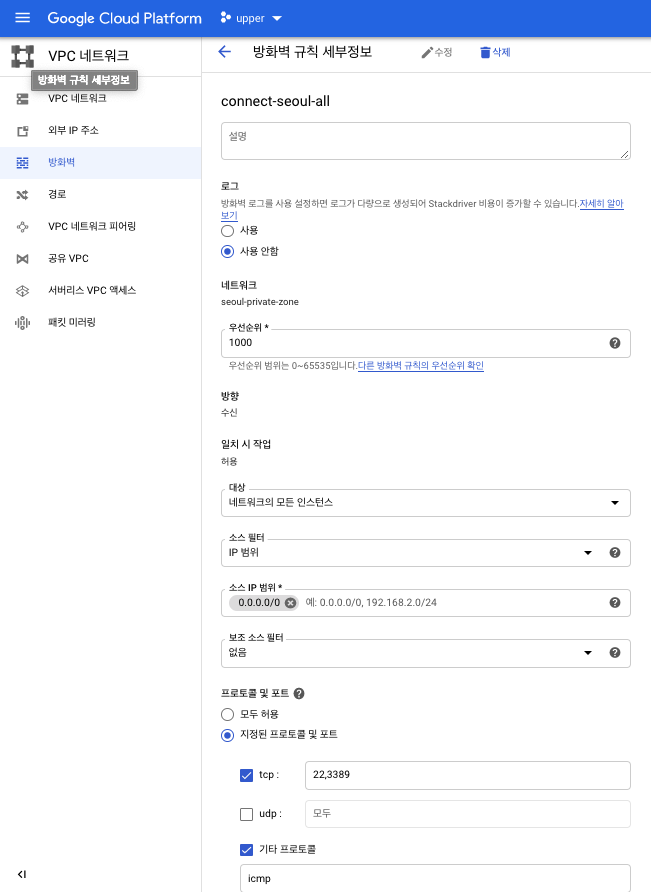 Google Cloud Platform
upper
VPC 네트워크
방화벽 규칙 세부정보
VPC 네트워크
외부 IP 주소
방화벽
경로
VPC 네트워크 피어링
공유 VPC
서버리스 VPC 액세스
패킷 미러링
방화벽 규칙 세부정보
수정
삭제
connect-seoul-all
설명
로그
방화벽 로그를 사용 설정하면 로그가 다량으로 생성되어 Stackdriver 비용이 증가할 수 있습니다.자세히 알아
보기
사용
사용 안함
네트워크
seoul-private-zone
우선순위 *
1000
우선순위 범위는 0~65535입니다.다른 방화벽 규칙의 우선순위 확인
방향
수신
일치 시 작업
허용
대상
네트워크의 모든 인스턴스
소스 필터
IP 범위
소스 IP 범위 *
0.0.0.0/0 예: 0.0.0.0/0, 192.168.2.0/24
보조 소스 필터
없음
프로토콜 및 포트
모두 허용
지정된 프로토콜 및 포트
tcp : 22,3389
udp : 모두
기타 프로토콜
icmp